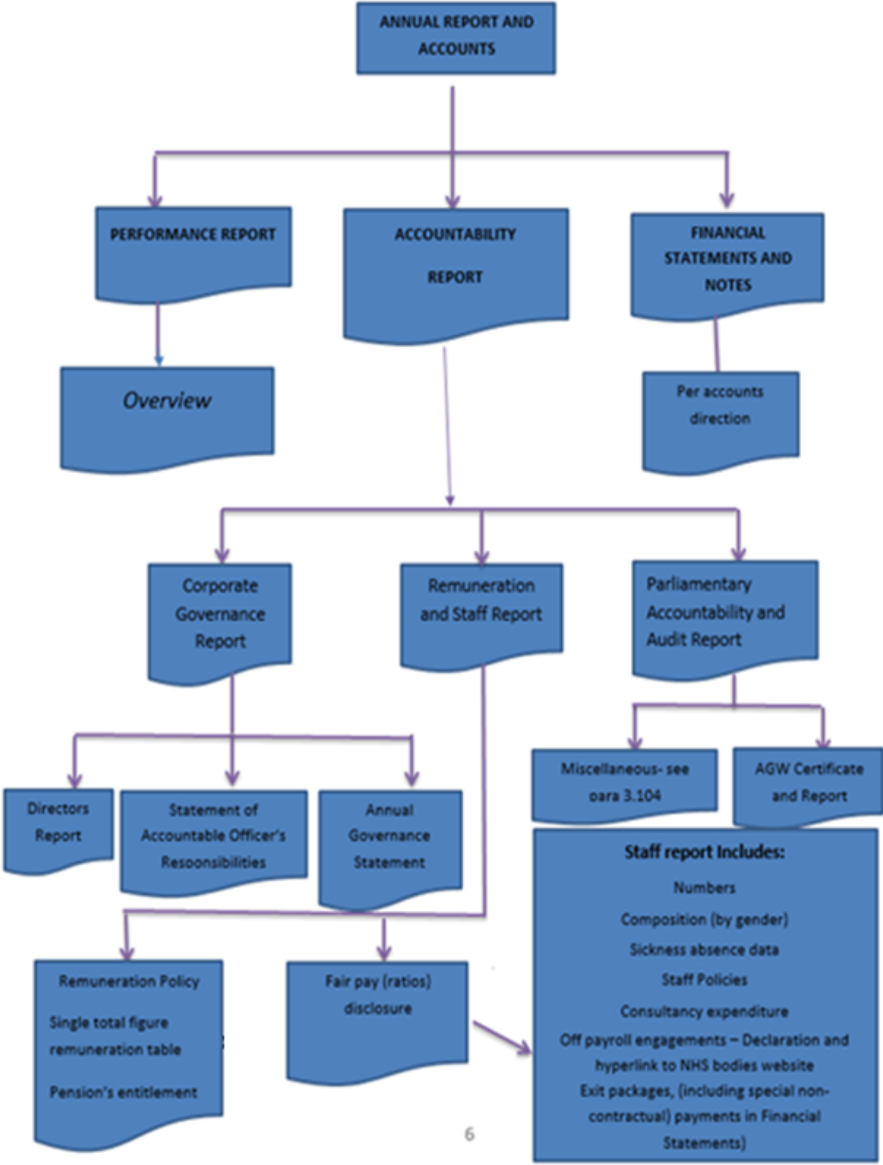 ANNUAL REPORT AND
ACCOUNTS
PERFORMANCE REPORT
ACCOUNTABILITY
REPORT
FINANCIAL
STATEMENTS AND
NOTES
Overview
Per accounts
direction
Corporate
Governance
Report
Remuneration
and Staff Report
Parliamentary
Accountability and
Audit Report
Directors
Report
Statement of
Accountable Officer's
Responsibilities
Annual
Governance
Statement
Miscellaneous- see
para 3.104
AGW Certificate
and Report
Remuneration Policy
Single total figure
remuneration table
Pension's entitlement
Fair pay (ratios)
disclosure
Staff report Includes:
Numbers
Composition (by gender)
Sickness absence data
Staff Policies
Consultancy expenditure
Off payroll engagements – Declaration and
hyperlink to NHS bodies website
Exit packages, (including special non-
contractual) payments in Financial
Statements)
6